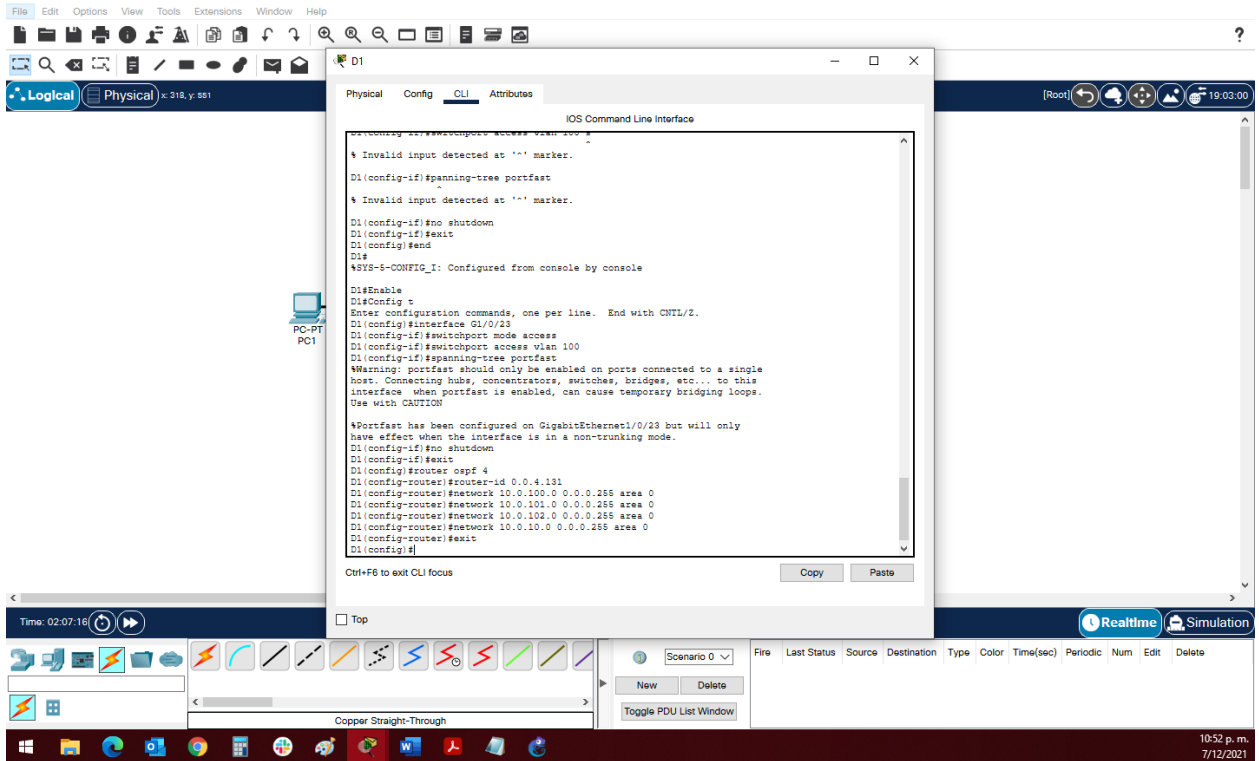 File Edit Options View Tools Extensions Window Help
?
D1
Logical Physical x: 318, y: 551
[Root] 19:03:00
Physical Config CLI Attributes
IOS Command Line Interface
D1(config-if)#switchport access vlan 100 s
^
% Invalid input detected at '^' marker.
D1(config-if)#panning-tree portfast
^
% Invalid input detected at '^' marker.
D1(config-if)#no shutdown
D1(config-if)#exit
D1(config)#end
D1#
%SYS-5-CONFIG_I: Configured from console by console
D1#Enable
D1#Config t
Enter configuration commands, one per line. End with CNTL/Z.
D1(config)#interface G1/0/23
D1(config-if)#switchport mode access
D1(config-if)#switchport access vlan 100
D1(config-if)#spanning-tree portfast
%Warning: portfast should only be enabled on ports connected to a single
host. Connecting hubs, concentrators, switches, bridges, etc... to this
interface when portfast is enabled, can cause temporary bridging loops.
Use with CAUTION
%Portfast has been configured on GigabitEthernet1/0/23 but will only
have effect when the interface is in a non-trunking mode.
D1(config-if)#no shutdown
D1(config-if)#exit
D1(config)#router ospf 4
D1(config-router)#router-id 0.0.4.131
D1(config-router)#network 10.0.100.0 0.0.0.255 area 0
D1(config-router)#network 10.0.101.0 0.0.0.255 area 0
D1(config-router)#network 10.0.102.0 0.0.0.255 area 0
D1(config-router)#network 10.0.10.0 0.0.0.255 area 0
D1(config-router)#exit
D1(config)#
PC-PT
PC1
Ctrl+F6 to exit CLI focus
Copy Paste
Top
Time: 02:07:16
Realtime Simulation
Scenario 0
Fire Last Status Source Destination Type Color Time(sec) Periodic Num Edit Delete
New Delete
Toggle PDU List Window
Copper Straight-Through
10:52 p. m.
7/12/2021